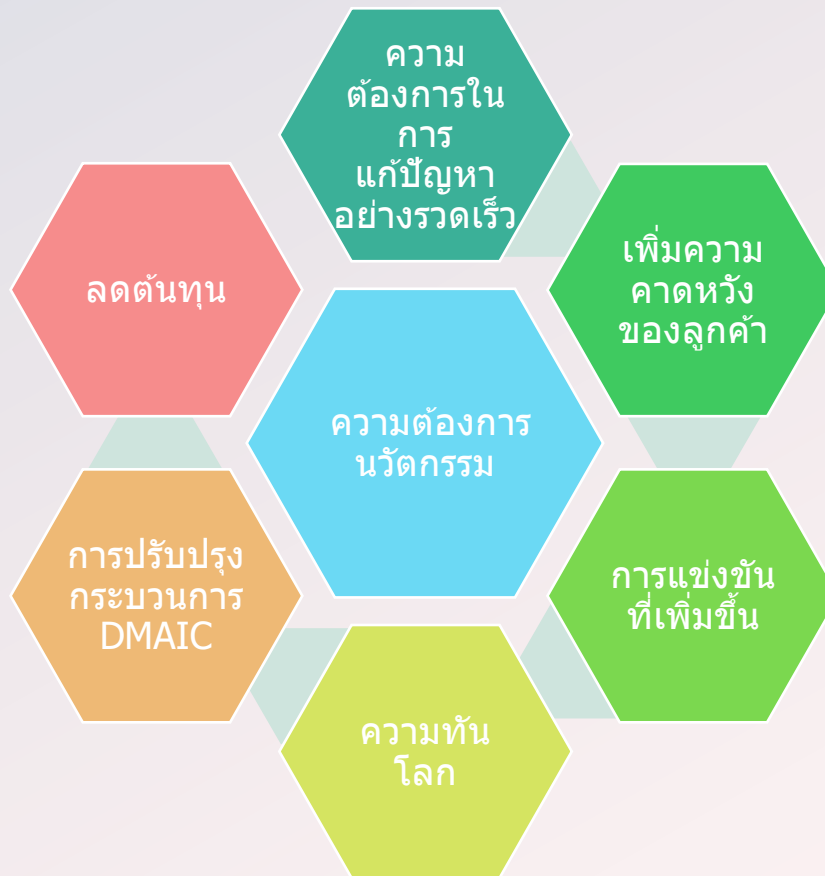 ความ
ต้องการใน
การ
แก้ปัญหา
อย่างรวดเร็ว
เพิ่มความ
คาดหวัง
ของลูกค้า
ลดต้นทุน
ความต้องการ
นวัตกรรม
การปรับปรุง
กระบวนการ
DMAIC
การแข่งขัน
ที่เพิ่มขึ้น
ความทัน
โลก